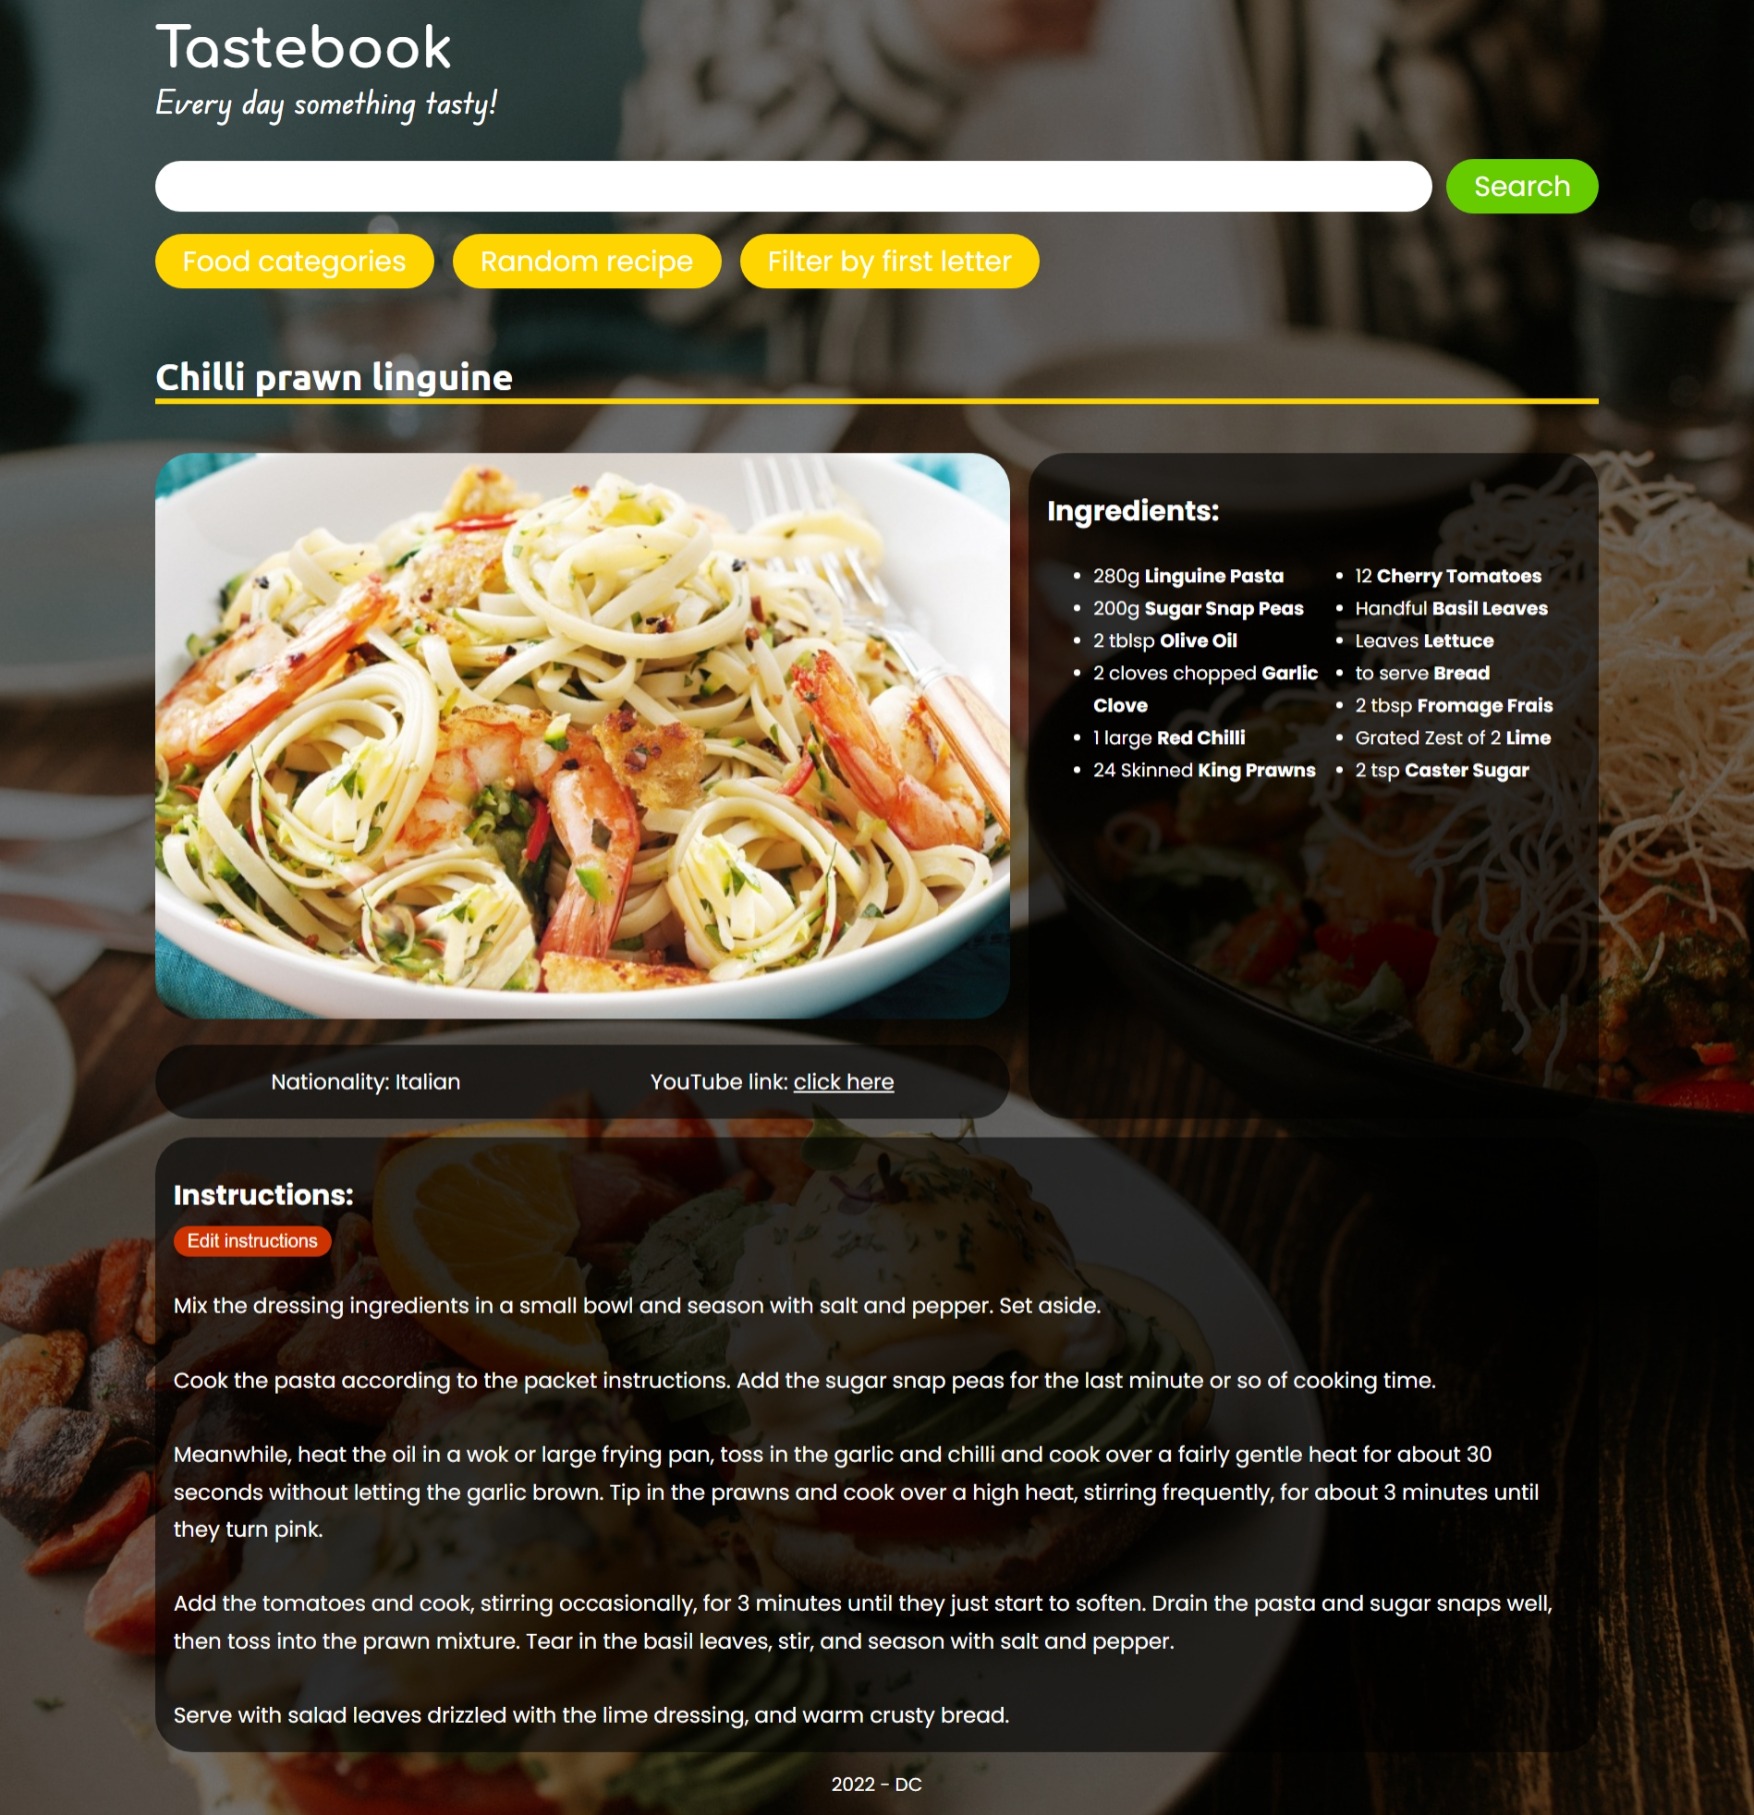 Tastebook
Every day something tasty!
Search
Food categories
Random recipe
Filter by first letter
Chilli prawn linguine
Ingredients:
280g Linguine Pasta
200g Sugar Snap Peas
2 tblsp Olive Oil
2 cloves chopped Garlic
Clove
1 large Red Chilli
24 Skinned King Prawns
12 Cherry Tomatoes
Handful Basil Leaves
Leaves Lettuce
to serve Bread
2 tbsp Fromage Frais
Grated Zest of 2 Lime
2 tsp Caster Sugar
Nationality: Italian
YouTube link: click here
Instructions:
Edit instructions
Mix the dressing ingredients in a small bowl and season with salt and pepper. Set aside.
Cook the pasta according to the packet instructions. Add the sugar snap peas for the last minute or so of cooking time.
Meanwhile, heat the oil in a wok or large frying pan, toss in the garlic and chilli and cook over a fairly gentle heat for about 30
seconds without letting the garlic brown. Tip in the prawns and cook over a high heat, stirring frequently, for about 3 minutes until
they turn pink.
Add the tomatoes and cook, stirring occasionally, for 3 minutes until they just start to soften. Drain the pasta and sugar snaps well,
then toss into the prawn mixture. Tear in the basil leaves, stir, and season with salt and pepper.
Serve with salad leaves drizzled with the lime dressing, and warm crusty bread.
2022 - DC